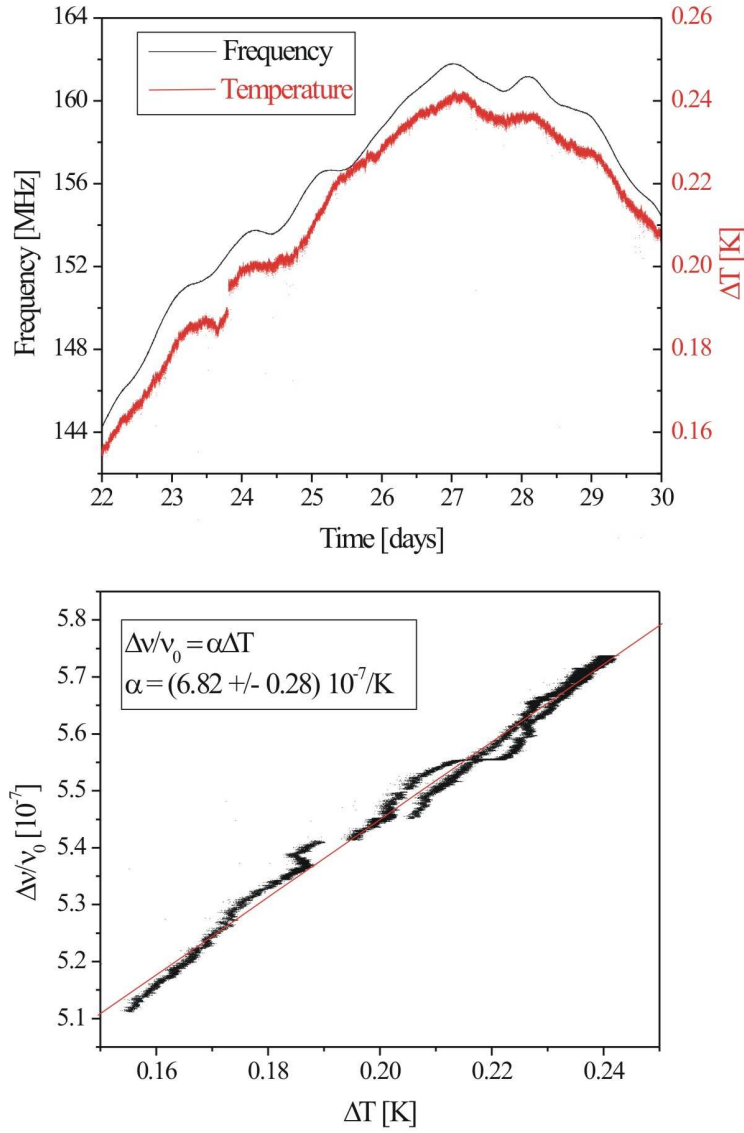 164
160
156
152
148
144
Frequency [MHz]
Frequency
Temperature
0.26
0.24
0.22
0.20
0.18
0.16
ΔT [K]
22 23 24 25 26 27 28 29 30
Time [days]
5.8
5.7
5.6
5.5
5.4
5.3
5.2
5.1
Δν/ν₀ [10⁻⁷]
Δν/ν₀ = αΔT
α = (6.82 +/- 0.28) 10⁻⁷/K
0.16 0.18 0.20 0.22 0.24
ΔT [K]